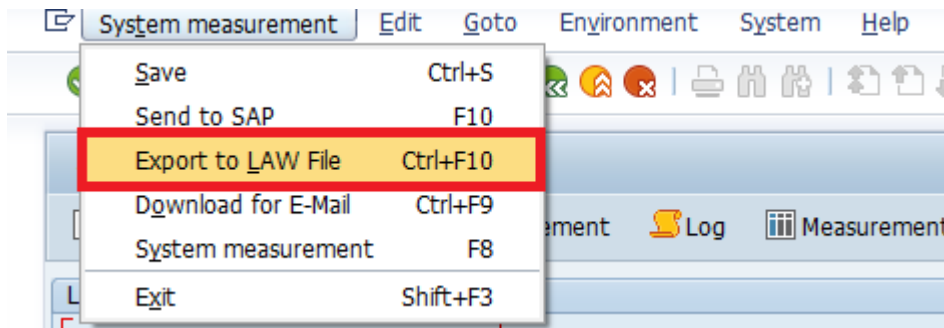 System measurement Edit Goto Environment System Help
Save Ctrl+S
Send to SAP F10
Export to LAW File Ctrl+F10
Download for E-Mail Ctrl+F9
ement Log Measurement
System measurement F8
Exit Shift+F3
L